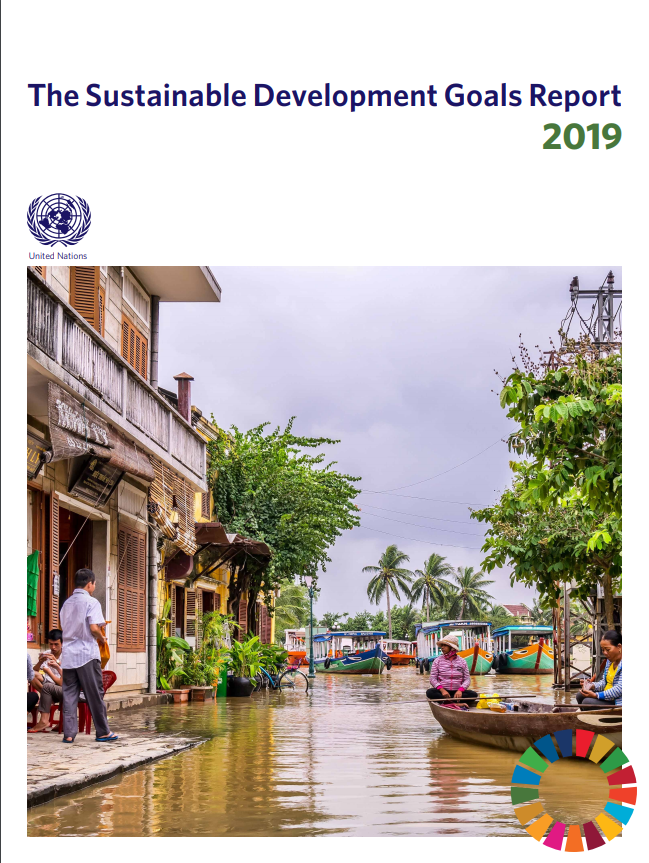 The Sustainable Development Goals Report
2019
United Nations